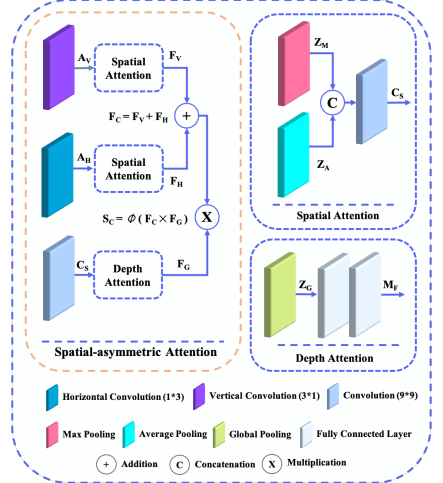 A_V
Spatial
Attention
F_V
F_C = F_V + F_H
+
A_H
Spatial
Attention
F_H
S_C = Φ ( F_C × F_G )
X
C_S
Depth
Attention
F_G
Spatial-asymmetric Attention
Z_M
C
C_S
Z_A
Spatial Attention
Z_G
M_F
Depth Attention
Horizontal Convolution (1*3)
Vertical Convolution (3*1)
Convolution (9*9)
Max Pooling
Average Pooling
Global Pooling
Fully Connected Layer
+ Addition
C Concatenation
X Multiplication